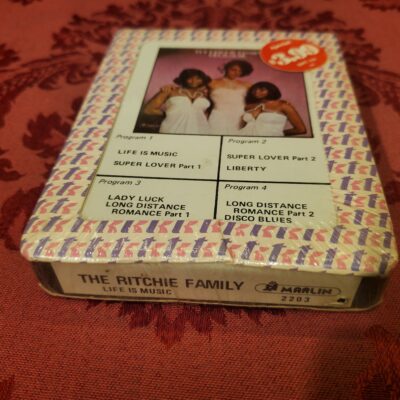 $3.00
Program 1
LIFE IS MUSIC
SUPER LOVER Part 1
Program 2
SUPER LOVER Part 2
LIBERTY
Program 3
LADY LUCK
LONG DISTANCE
ROMANCE Part 1
Program 4
LONG DISTANCE
ROMANCE Part 2
DISCO BLUES
THE RITCHIE FAMILY
LIFE IS MUSIC
MARLIN
2203